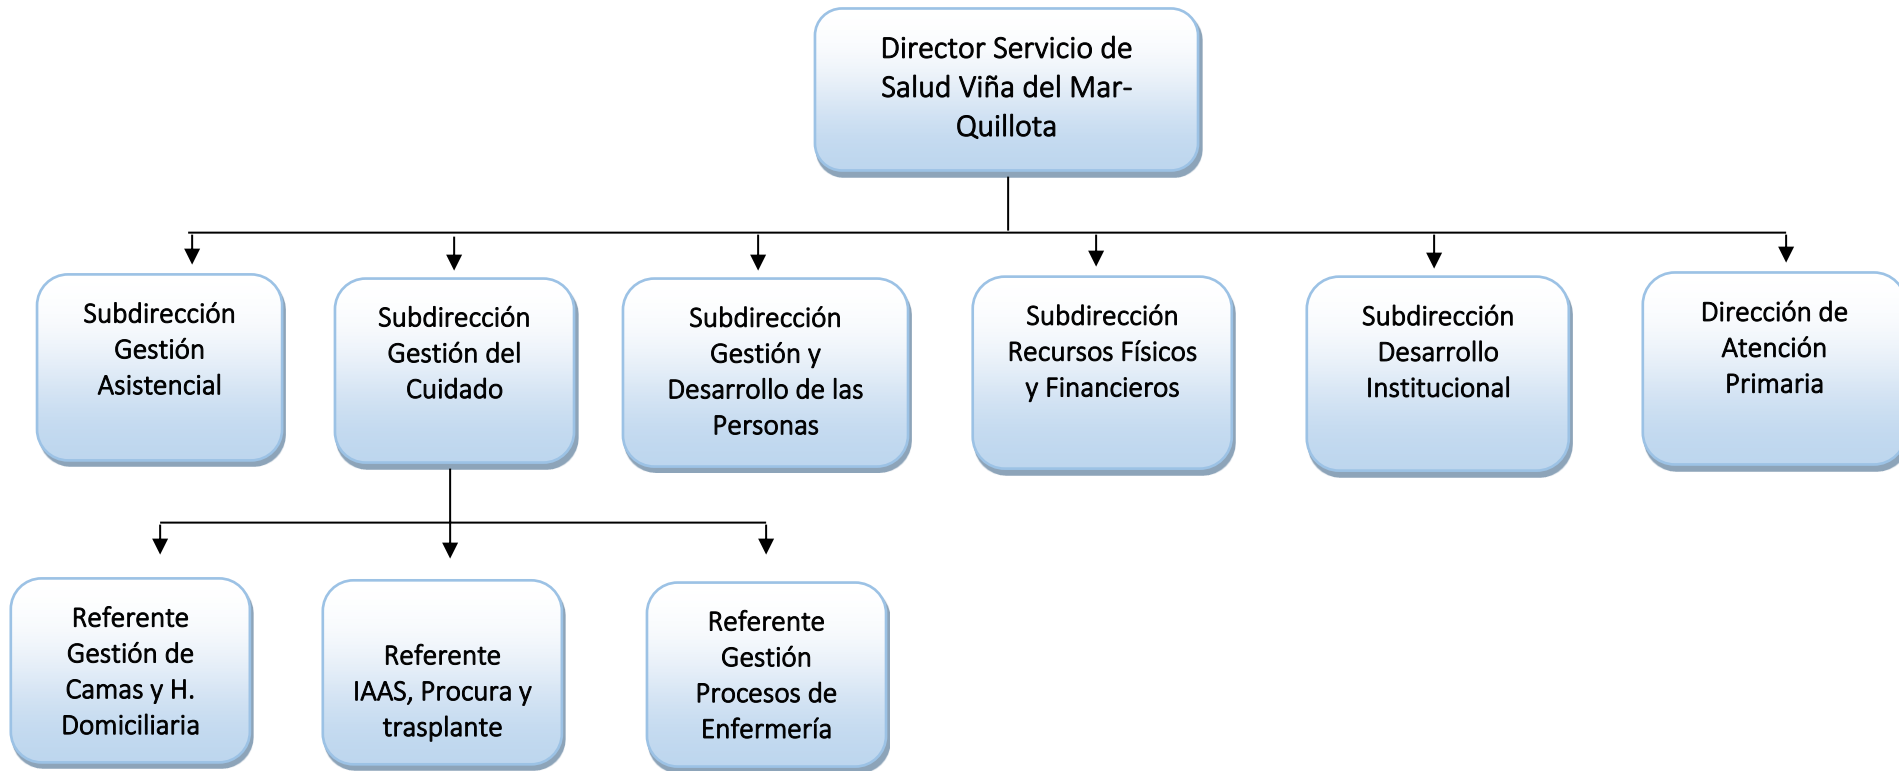 Director Servicio de
Salud Viña del Mar-
Quillota
Subdirección
Gestión
Asistencial
Subdirección
Gestión del
Cuidado
Subdirección
Gestión y
Desarrollo de las
Personas
Subdirección
Recursos Físicos
y Financieros
Subdirección
Desarrollo
Institucional
Dirección de
Atención
Primaria
Referente
Gestión de
Camas y H.
Domiciliaria
Referente
IAAS, Procura y
trasplante
Referente
Gestión
Procesos de
Enfermería